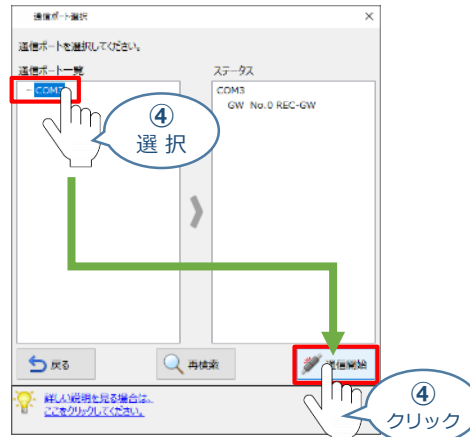 通信ポート選択
通信ポートを選択してください。
通信ポート一覧
ステータス
COM3
COM3
GW No.0 REC-GW
④
選 択
戻る
再検索
通信開始
詳しい説明を見る場合は、
ここをクリックしてください。
④
クリック